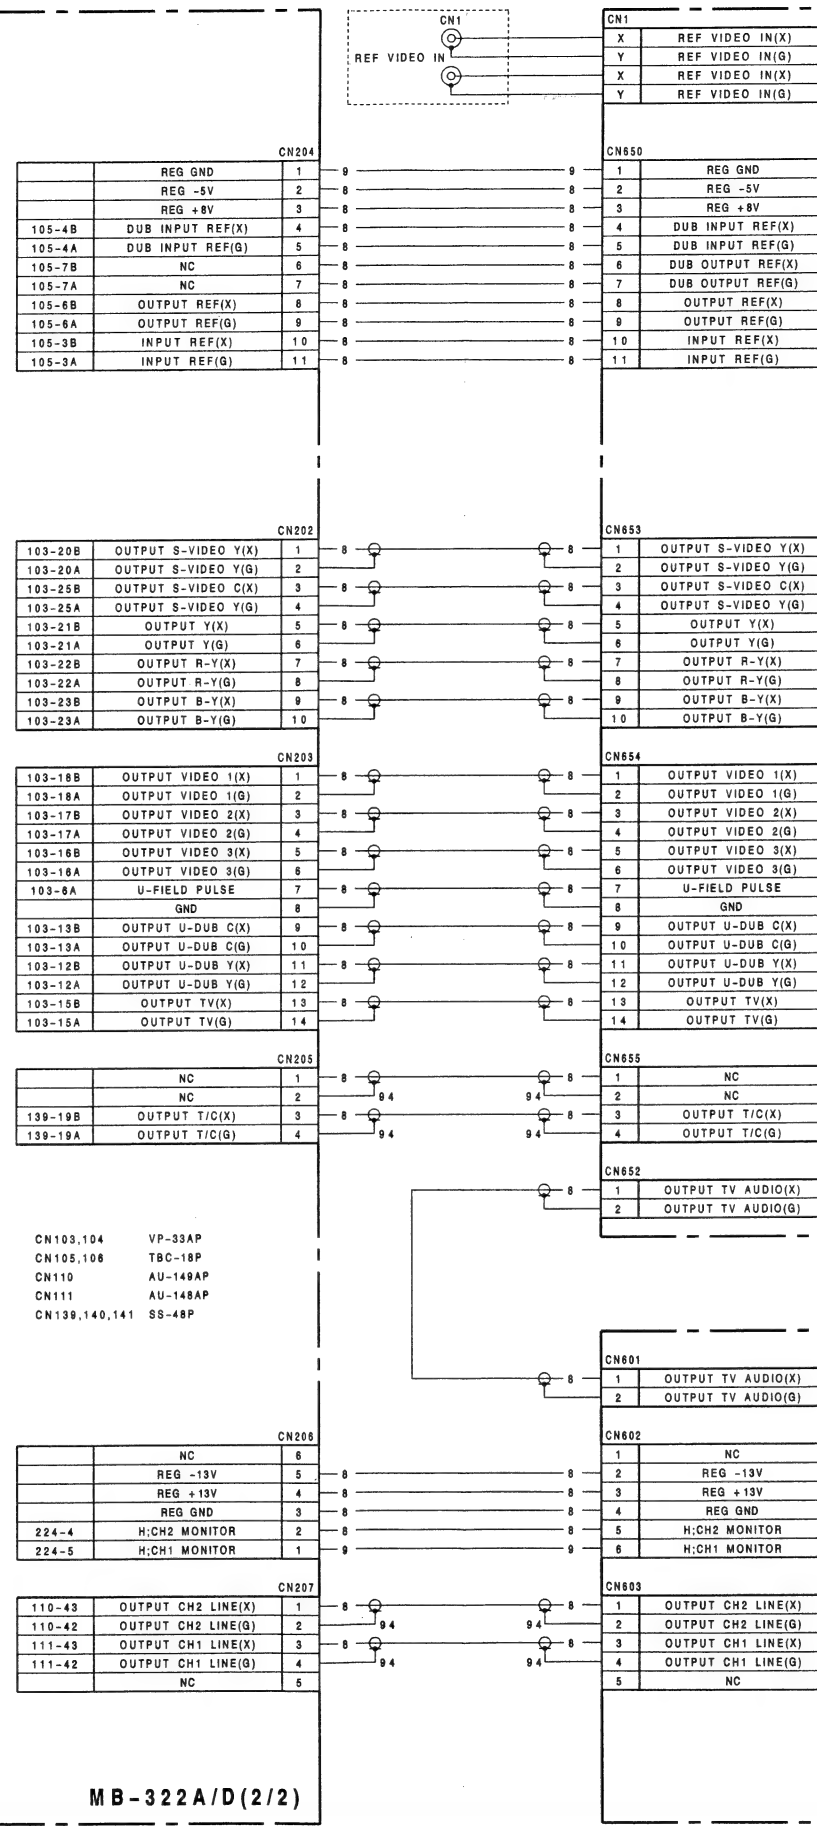 CN1
REF VIDEO IN
CN1
X REF VIDEO IN(X)
Y REF VIDEO IN(G)
X REF VIDEO IN(X)
Y REF VIDEO IN(G)
CN204 CN650
REG GND 1 9 9 1 REG GND
REG -5V 2 8 8 2 REG -5V
REG +8V 3 8 8 3 REG +8V
105-4B DUB INPUT REF(X) 4 8 8 4 DUB INPUT REF(X)
105-4A DUB INPUT REF(G) 5 8 8 5 DUB INPUT REF(G)
105-7B NC 6 8 8 6 DUB OUTPUT REF(X)
105-7A NC 7 8 8 7 DUB OUTPUT REF(G)
105-6B OUTPUT REF(X) 8 8 8 8 OUTPUT REF(X)
105-6A OUTPUT REF(G) 9 8 8 9 OUTPUT REF(G)
105-3B INPUT REF(X) 10 8 8 10 INPUT REF(X)
105-3A INPUT REF(G) 11 8 8 11 INPUT REF(G)
CN202 CN653
103-20B OUTPUT S-VIDEO Y(X) 1 8 8 1 OUTPUT S-VIDEO Y(X)
103-20A OUTPUT S-VIDEO Y(G) 2 2 OUTPUT S-VIDEO Y(G)
103-25B OUTPUT S-VIDEO C(X) 3 8 8 3 OUTPUT S-VIDEO C(X)
103-25A OUTPUT S-VIDEO Y(G) 4 4 OUTPUT S-VIDEO Y(G)
103-21B OUTPUT Y(X) 5 8 8 5 OUTPUT Y(X)
103-21A OUTPUT Y(G) 6 6 OUTPUT Y(G)
103-22B OUTPUT R-Y(X) 7 8 8 7 OUTPUT R-Y(X)
103-22A OUTPUT R-Y(G) 8 8 OUTPUT R-Y(G)
103-23B OUTPUT B-Y(X) 9 8 8 9 OUTPUT B-Y(X)
103-23A OUTPUT B-Y(G) 10 10 OUTPUT B-Y(G)
CN203 CN654
103-18B OUTPUT VIDEO 1(X) 1 8 8 1 OUTPUT VIDEO 1(X)
103-18A OUTPUT VIDEO 1(G) 2 2 OUTPUT VIDEO 1(G)
103-17B OUTPUT VIDEO 2(X) 3 8 8 3 OUTPUT VIDEO 2(X)
103-17A OUTPUT VIDEO 2(G) 4 4 OUTPUT VIDEO 2(G)
103-16B OUTPUT VIDEO 3(X) 5 8 8 5 OUTPUT VIDEO 3(X)
103-16A OUTPUT VIDEO 3(G) 6 6 OUTPUT VIDEO 3(G)
103-6A U-FIELD PULSE 7 8 8 7 U-FIELD PULSE
GND 8 8 GND
103-13B OUTPUT U-DUB C(X) 9 8 8 9 OUTPUT U-DUB C(X)
103-13A OUTPUT U-DUB C(G) 10 10 OUTPUT U-DUB C(G)
103-12B OUTPUT U-DUB Y(X) 11 8 8 11 OUTPUT U-DUB Y(X)
103-12A OUTPUT U-DUB Y(G) 12 12 OUTPUT U-DUB Y(G)
103-15B OUTPUT TV(X) 13 8 8 13 OUTPUT TV(X)
103-15A OUTPUT TV(G) 14 14 OUTPUT TV(G)
CN205 CN655
NC 1 8 8 1 NC
NC 2 94 94 2 NC
139-19B OUTPUT T/C(X) 3 8 8 3 OUTPUT T/C(X)
139-19A OUTPUT T/C(G) 4 94 94 4 OUTPUT T/C(G)
CN652
8 1 OUTPUT TV AUDIO(X)
2 OUTPUT TV AUDIO(G)
CN103,104 VP-33AP
CN105,106 TBC-18P
CN110 AU-149AP
CN111 AU-148AP
CN139,140,141 SS-48P
CN601
8 1 OUTPUT TV AUDIO(X)
2 OUTPUT TV AUDIO(G)
CN206 CN602
NC 6 1 NC
REG -13V 5 8 8 2 REG -13V
REG +13V 4 8 8 3 REG +13V
REG GND 3 8 8 4 REG GND
224-4 H;CH2 MONITOR 2 8 8 5 H;CH2 MONITOR
224-5 H;CH1 MONITOR 1 9 9 6 H;CH1 MONITOR
CN207 CN603
110-43 OUTPUT CH2 LINE(X) 1 8 8 1 OUTPUT CH2 LINE(X)
110-42 OUTPUT CH2 LINE(G) 2 94 94 2 OUTPUT CH2 LINE(G)
111-43 OUTPUT CH1 LINE(X) 3 8 8 3 OUTPUT CH1 LINE(X)
111-42 OUTPUT CH1 LINE(G) 4 94 94 4 OUTPUT CH1 LINE(G)
NC 5 5 NC
MB-322A/D(2/2)